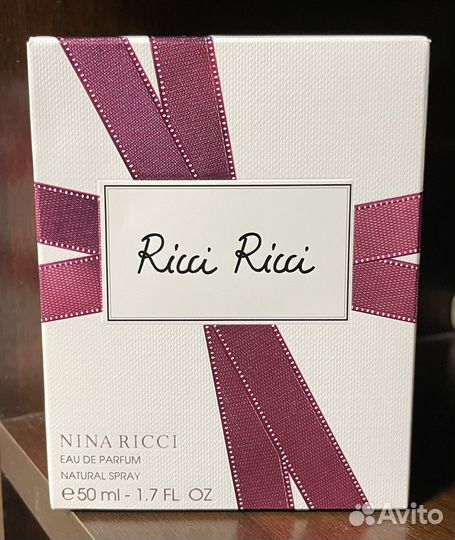 Ricci Ricci
NINA RICCI
EAU DE PARFUM
NATURAL SPRAY
℮50 ml - 1.7 FL OZ
Avito